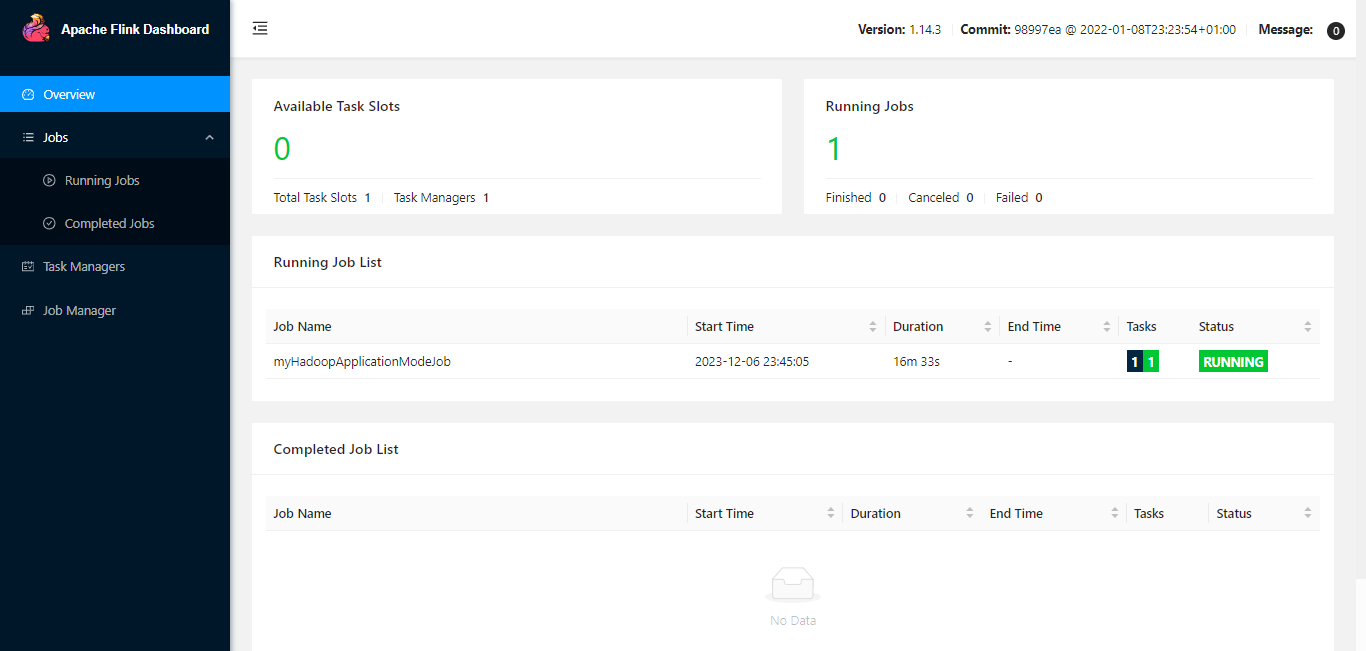 Apache Flink Dashboard
Version: 1.14.3 Commit: 98997ea @ 2022-01-08T23:23:54+01:00 Message: 0
Overview
Jobs
Running Jobs
Completed Jobs
Task Managers
Job Manager
Available Task Slots
0
Total Task Slots 1 Task Managers 1
Running Jobs
1
Finished 0 Canceled 0 Failed 0
Running Job List
Job Name Start Time Duration End Time Tasks Status
myHadoopApplicationModeJob 2023-12-06 23:45:05 16m 33s - 1 1 RUNNING
Completed Job List
Job Name Start Time Duration End Time Tasks Status
No Data